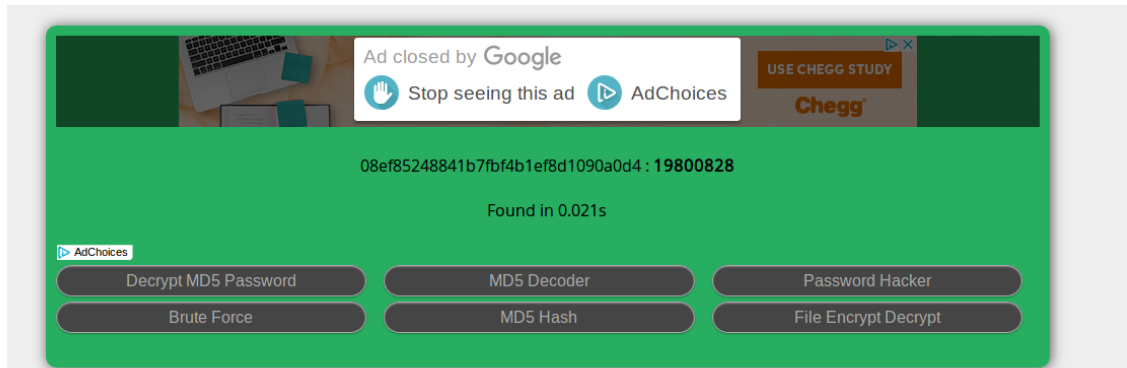 Ad closed by Google
Stop seeing this ad AdChoices
USE CHEGG STUDY
Chegg
08ef85248841b7fbf4b1ef8d1090a0d4 : 19800828
Found in 0.021s
AdChoices
Decrypt MD5 Password MD5 Decoder Password Hacker
Brute Force MD5 Hash File Encrypt Decrypt